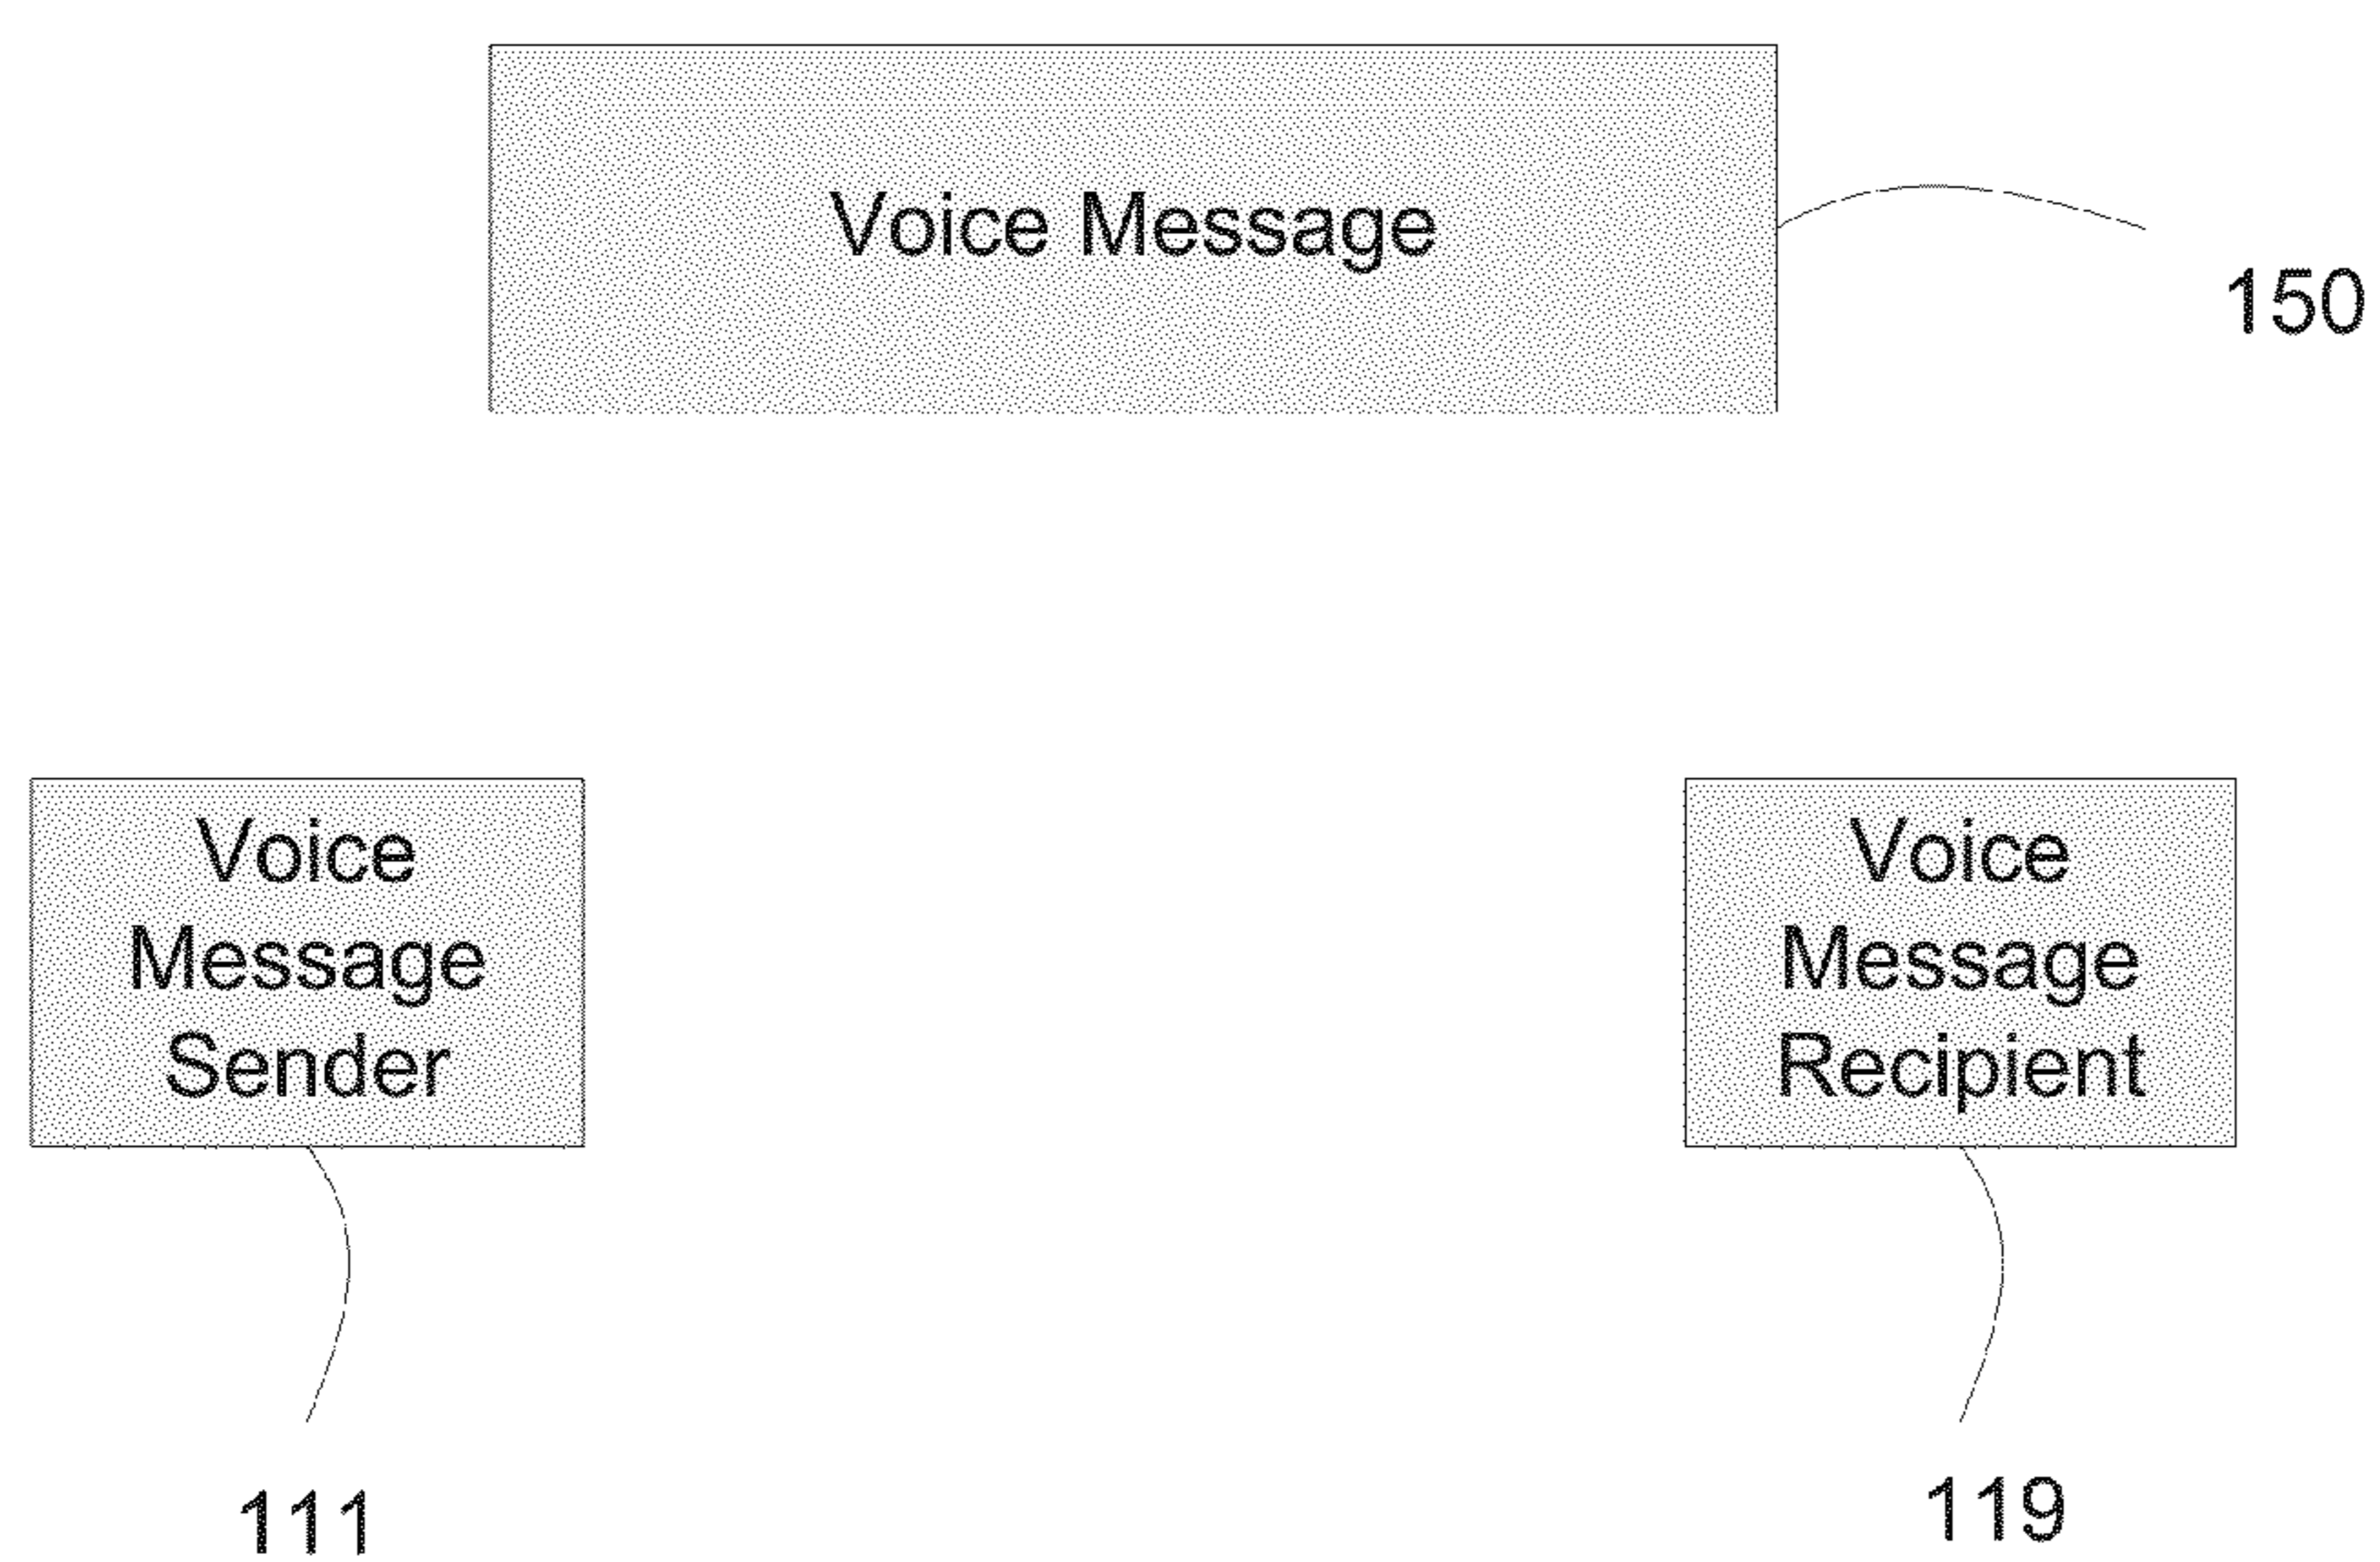 Voice Message
150
Voice
Message
Sender
Voice
Message
Recipient
111
119